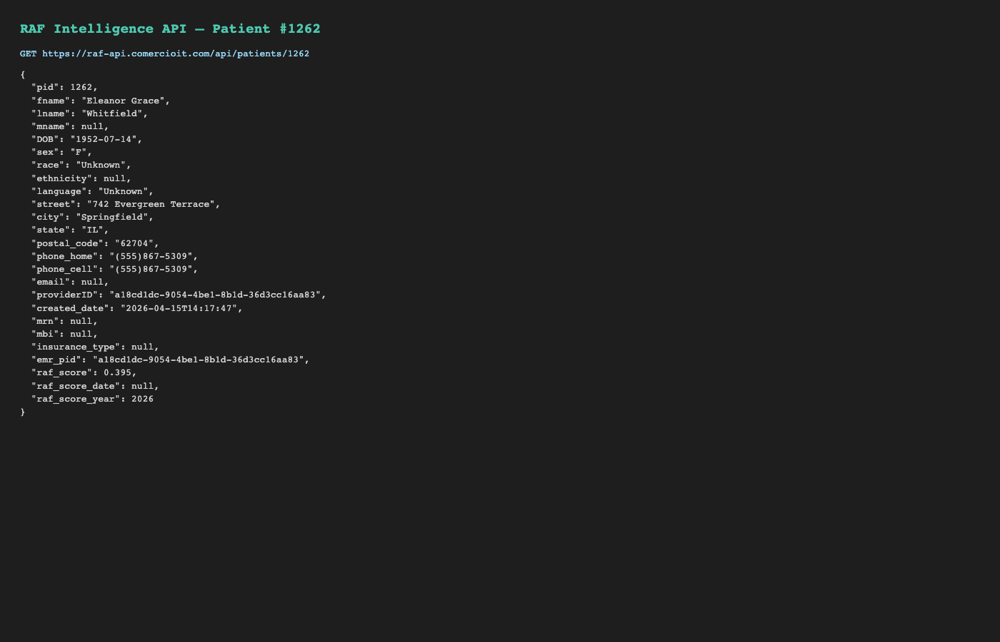 RAF Intelligence API — Patient #1262
GET https://raf-api.comercioit.com/api/patients/1262
{
  "pid": 1262,
  "fname": "Eleanor Grace",
  "lname": "Whitfield",
  "mname": null,
  "DOB": "1952-07-14",
  "sex": "F",
  "race": "Unknown",
  "ethnicity": null,
  "language": "Unknown",
  "street": "742 Evergreen Terrace",
  "city": "Springfield",
  "state": "IL",
  "postal_code": "62704",
  "phone_home": "(555)867-5309",
  "phone_cell": "(555)867-5309",
  "email": null,
  "providerID": "a18cd1dc-9054-4be1-8b1d-36d3cc16aa83",
  "created_date": "2026-04-15T14:17:47",
  "mrn": null,
  "mbi": null,
  "insurance_type": null,
  "emr_pid": "a18cd1dc-9054-4be1-8b1d-36d3cc16aa83",
  "raf_score": 0.395,
  "raf_score_date": null,
  "raf_score_year": 2026
}